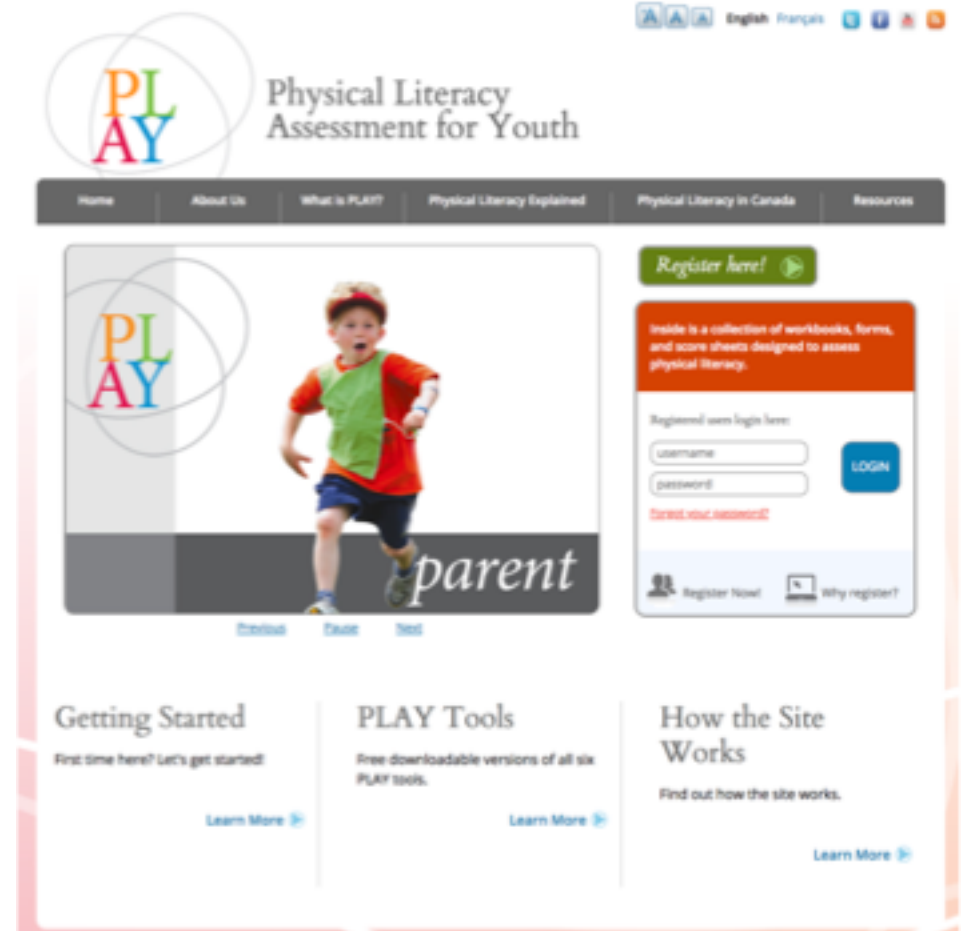 A A A English Français
PL
AY
Physical Literacy
Assessment for Youth
Home About Us What is PLAY? Physical Literacy Explained Physical Literacy in Canada Resources
PL
AY
parent
Previous Pause Next
Register here!
Inside is a collection of workbooks, forms,
and score sheets designed to assess
physical literacy.
Registered users login here:
username
password
LOGIN
Forgot your password?
Register Now! Why register?
Getting Started
First time here? Let's get started!
Learn More
PLAY Tools
Free downloadable versions of all six
PLAY tools.
Learn More
How the Site
Works
Find out how the site works.
Learn More